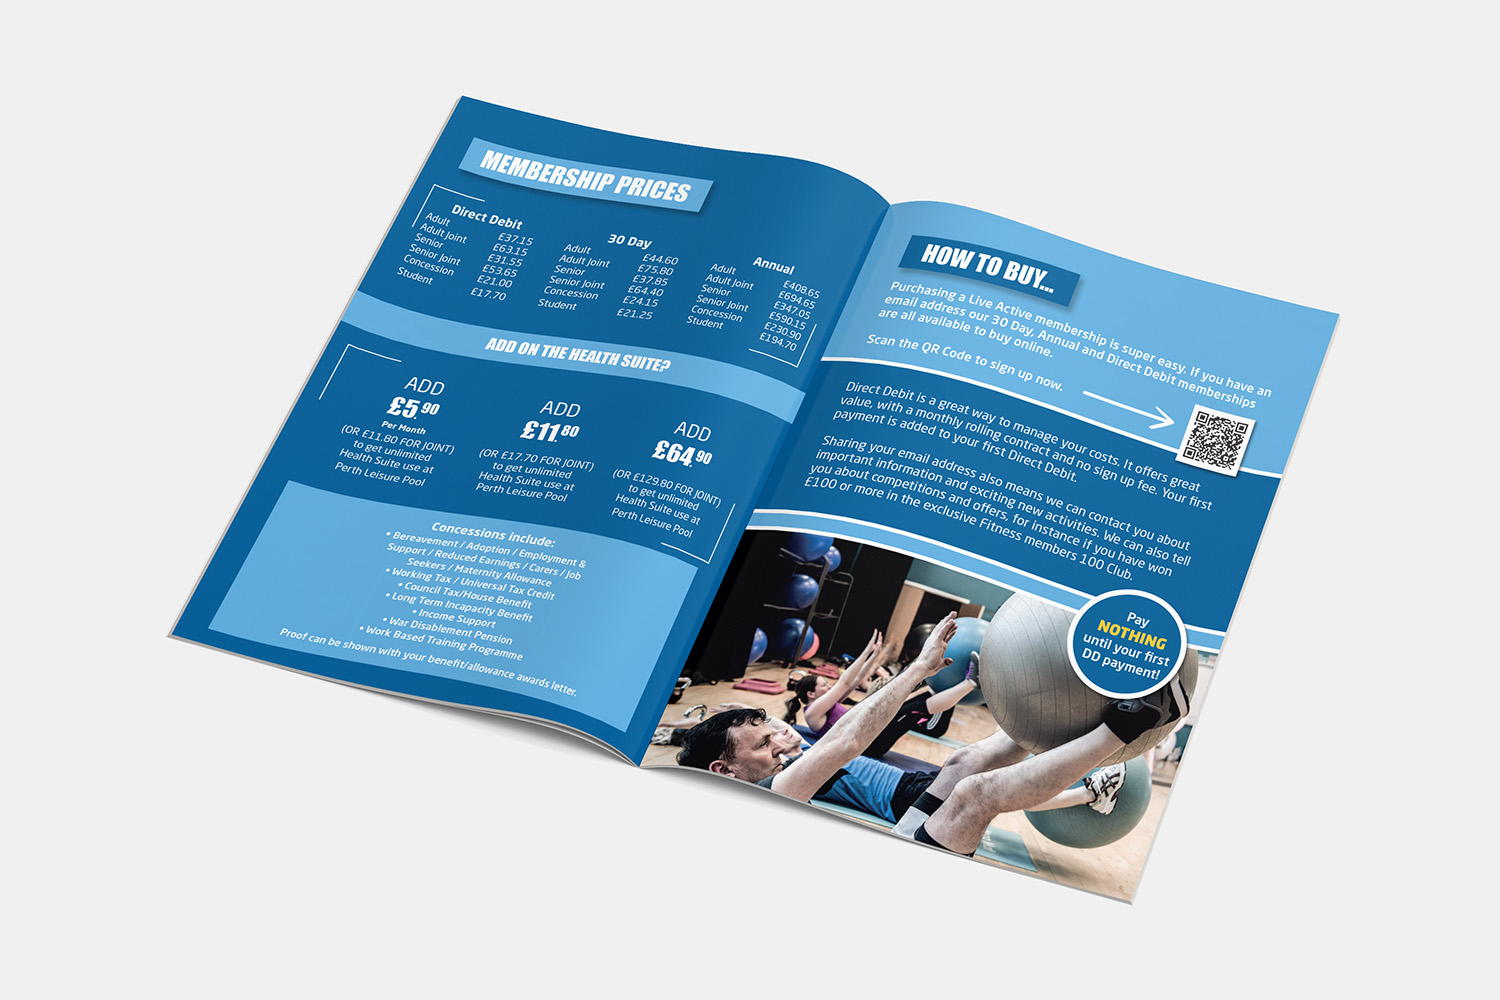 MEMBERSHIP PRICES
Direct Debit
Adult £37.15
Adult Joint £63.15
Senior £31.55
Senior Joint £53.65
Concession £21.00
Student £17.70
30 Day
Adult £44.60
Adult Joint £75.80
Senior £37.85
Senior Joint £64.40
Concession £24.15
Student £21.25
Annual
Adult £408.65
Adult Joint £694.65
Senior £347.05
Senior Joint £590.15
Concession £230.90
Student £194.70
ADD ON THE HEALTH SUITE?
ADD
£5.90
Per Month
(OR £11.80 FOR JOINT)
to get unlimited
Health Suite use at
Perth Leisure Pool
ADD
£11.80
(OR £17.70 FOR JOINT)
to get unlimited
Health Suite use at
Perth Leisure Pool
ADD
£64.90
(OR £129.80 FOR JOINT)
to get unlimited
Health Suite use at
Perth Leisure Pool
Concessions include:
• Bereavement / Adoption / Employment &
Support / Reduced Earnings / Carers / Job
Seekers / Maternity Allowance
• Working Tax / Universal Tax Credit
• Council Tax/House Benefit
• Long Term Incapacity Benefit
• Income Support
• War Disablement Pension
• Work Based Training Programme
Proof can be shown with your benefit/allowance awards letter.
HOW TO BUY...
Purchasing a Live Active membership is super easy. If you have an
email address our 30 Day, Annual and Direct Debit memberships
are all available to buy online.
Scan the QR Code to sign up now.
Direct Debit is a great way to manage your costs. It offers great
value, with a monthly rolling contract and no sign up fee. Your first
payment is added to your first Direct Debit.
Sharing your email address also means we can contact you about
important information and exciting new activities. We can also tell
you about competitions and offers, for instance if you have won
£100 or more in the exclusive Fitness members 100 Club.
Pay
NOTHING
until your first
DD payment!